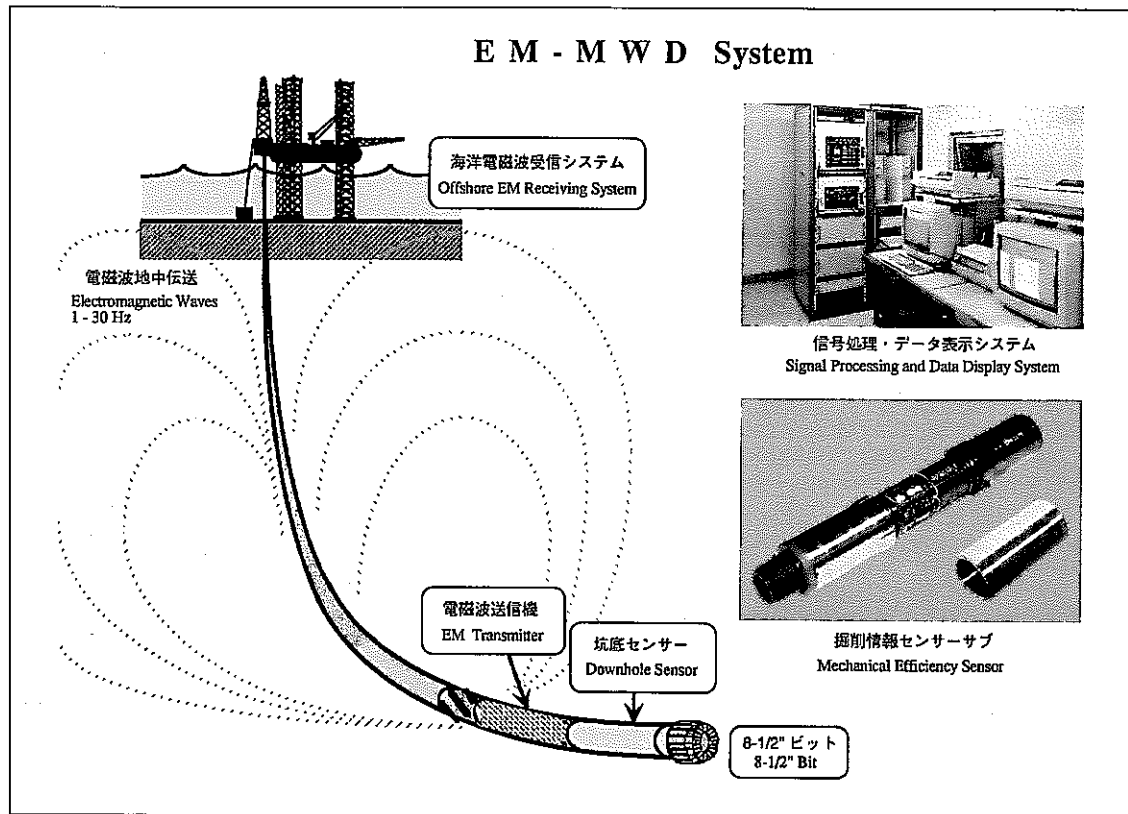 EM-MWD System
海洋電磁波受信システム
Offshore EM Receiving System
電磁波地中伝送
Electromagnetic Waves
1 - 30 Hz
信号処理・データ表示システム
Signal Processing and Data Display System
電磁波送信機
EM Transmitter
坑底センサー
Downhole Sensor
掘削情報センサーサブ
Mechanical Efficiency Sensor
8-1/2" ビット
8-1/2" Bit